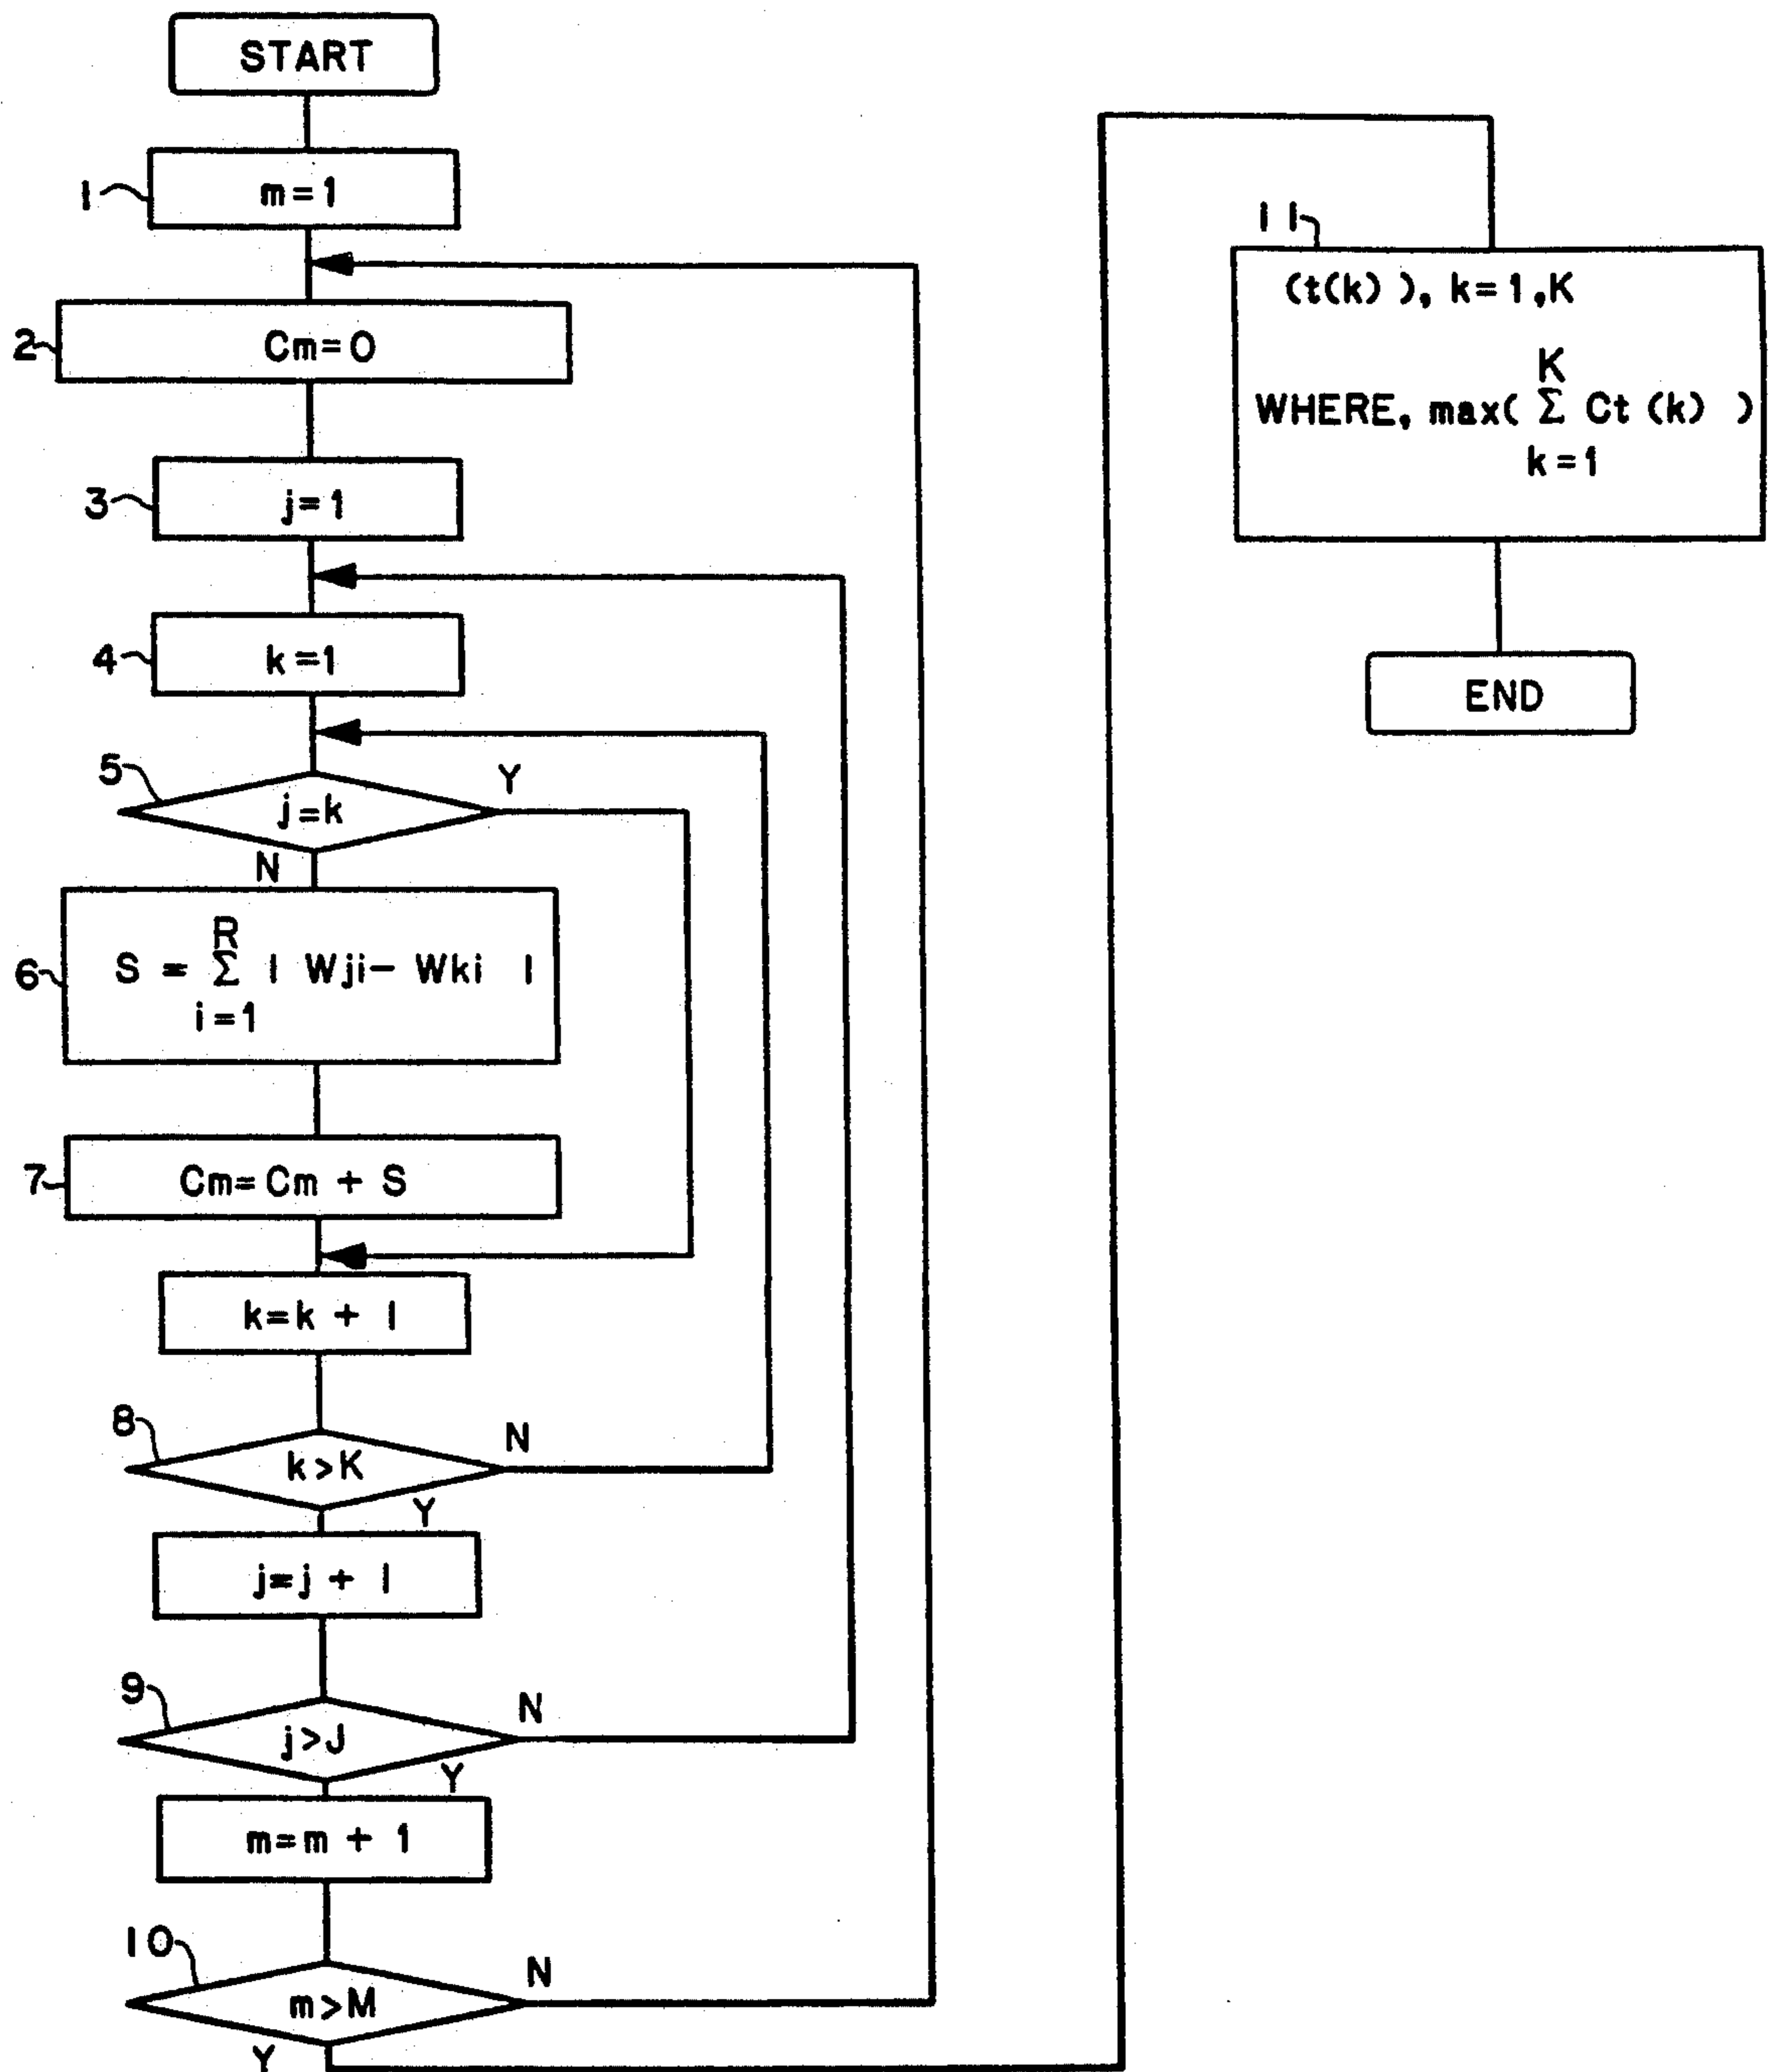 START
1
m=1
2
Cm=0
3
j=1
4
k=1
5
j=k
Y
N
6
R
S = Σ | Wji- Wki |
i=1
7
Cm=Cm + S
k=k + 1
8
k>K
N
Y
j=j + 1
9
j>J
N
Y
m=m + 1
10
m>M
N
Y
11
(t(k) ), k=1,K
K
WHERE, max( Σ Ct (k) )
k=1
END